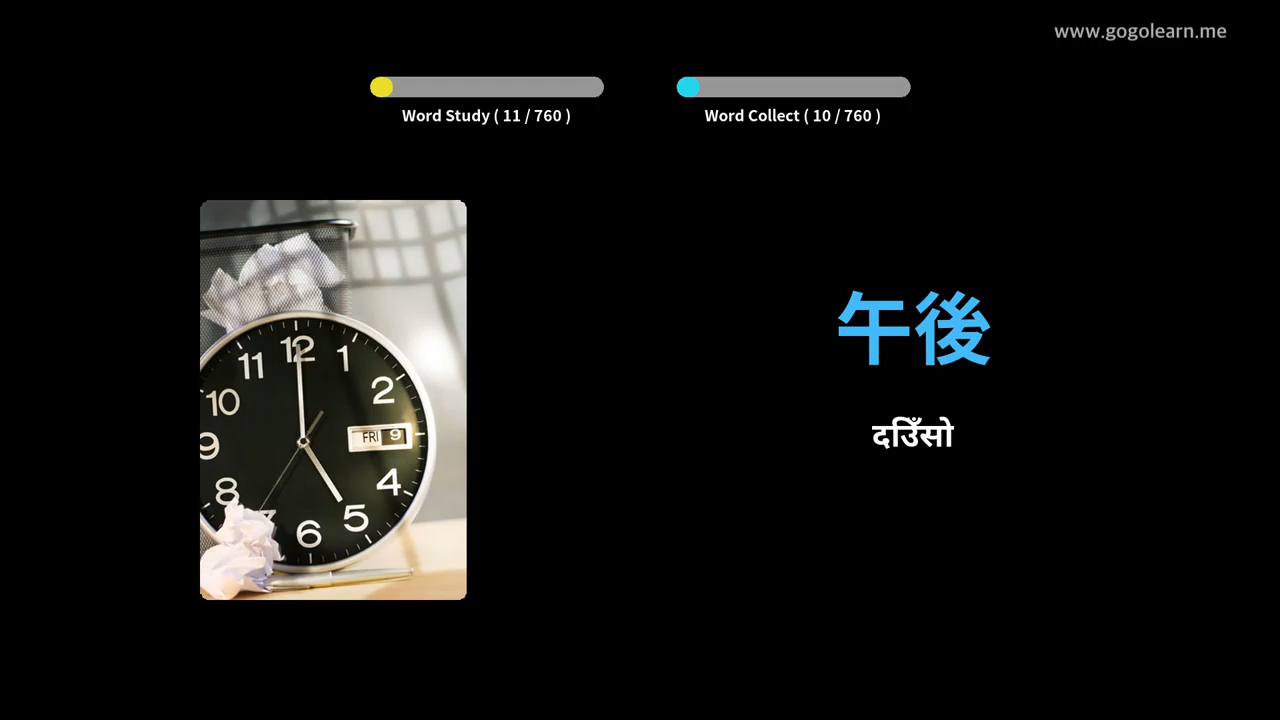 www.gogolearn.me
Word Study ( 11 / 760 )
Word Collect ( 10 / 760 )
午後
दउिँसो
12
11
1
10
2
9
FRI 9
8
4
7
5
6